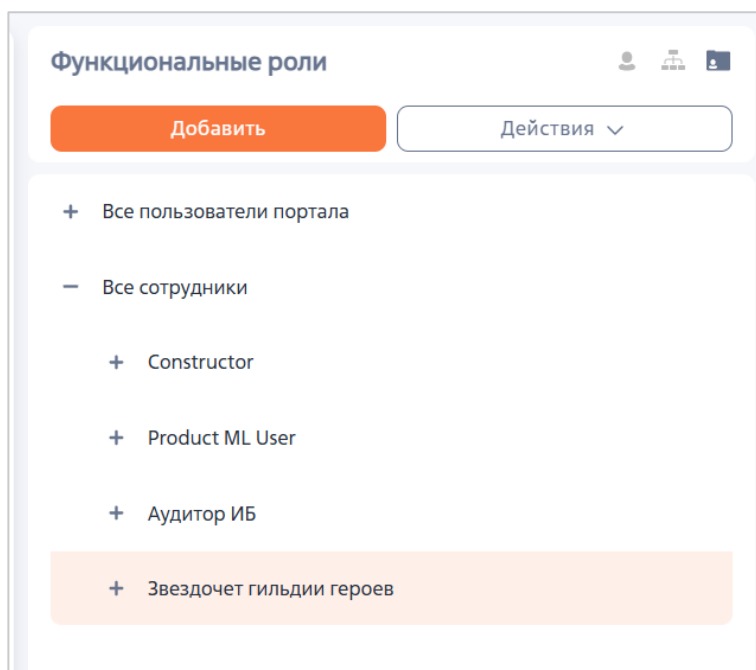 Функциональные роли
Добавить
Действия
Все пользователи портала
Все сотрудники
Constructor
Product ML User
Аудитор ИБ
Звездочет гильдии героев